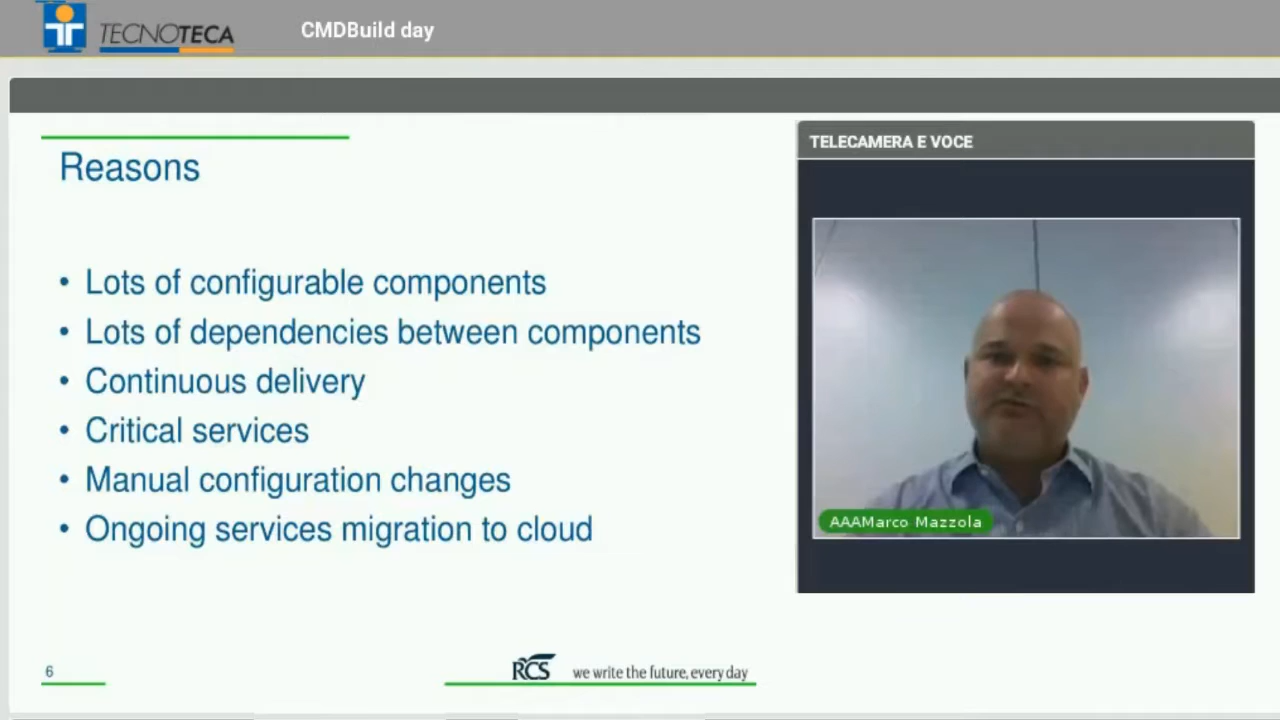 TECNOTECA
CMDBuild day
Reasons
TELECAMERA E VOCE
• Lots of configurable components
• Lots of dependencies between components
• Continuous delivery
• Critical services
• Manual configuration changes
• Ongoing services migration to cloud
AAAMarco Mazzola
6
RCS we write the future, every day